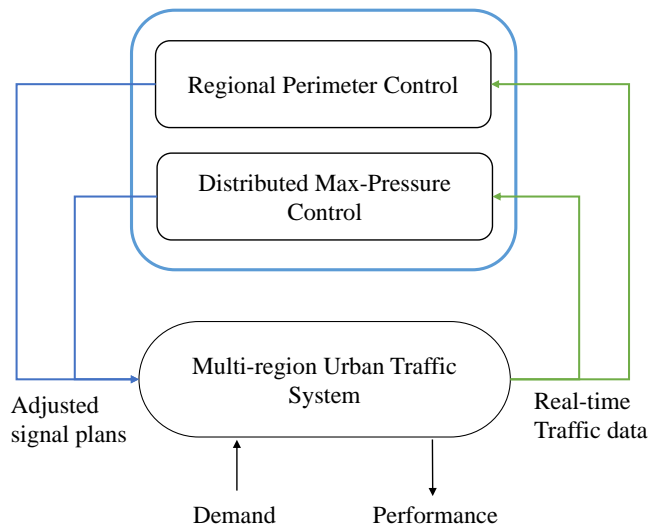 Regional Perimeter Control
Distributed Max-Pressure
Control
Multi-region Urban Traffic
System
Adjusted
signal plans
Real-time
Traffic data
Demand
Performance